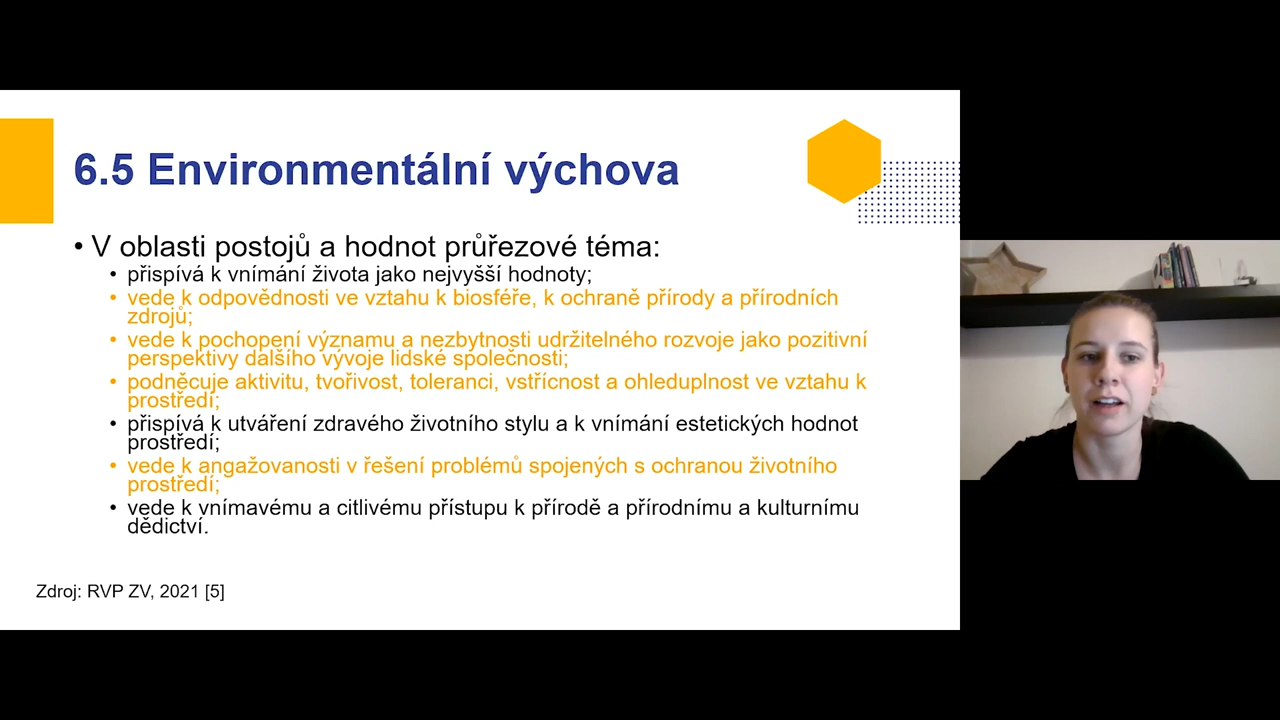 6.5 Environmentální výchova
• V oblasti postojů a hodnot průřezové téma:
• přispívá k vnímání života jako nejvyšší hodnoty;
• vede k odpovědnosti ve vztahu k biosféře, k ochraně přírody a přírodních
zdrojů;
• vede k pochopení významu a nezbytnosti udržitelného rozvoje jako pozitivní
perspektivy dalšího vývoje lidské společnosti;
• podněcuje aktivitu, tvořivost, toleranci, vstřícnost a ohleduplnost ve vztahu k
prostředí;
• přispívá k utváření zdravého životního stylu a k vnímání estetických hodnot
prostředí;
• vede k angažovanosti v řešení problémů spojených s ochranou životního
prostředí;
• vede k vnímavému a citlivému přístupu k přírodě a přírodnímu a kulturnímu
dědictví.
Zdroj: RVP ZV, 2021 [5]